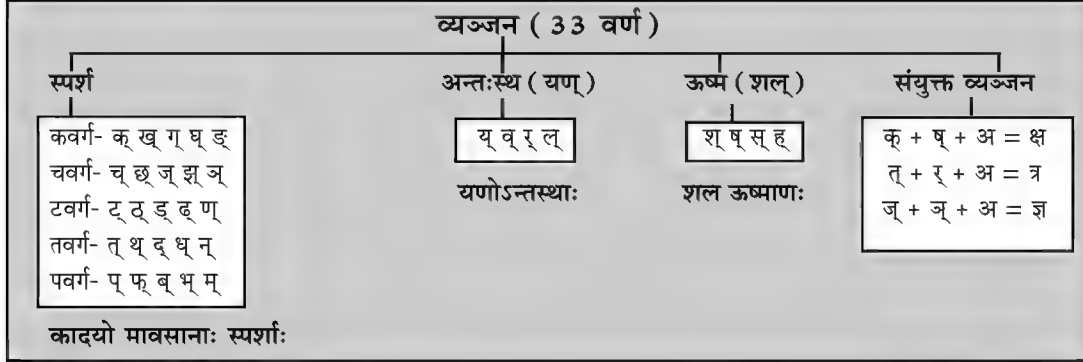 व्यञ्जन ( 33 वर्ण )
स्पर्श
कवर्ग- क् ख् ग् घ् ङ्
चवर्ग- च् छ् ज् झ् ञ्
टवर्ग- ट् ठ् ड् ढ् ण्
तवर्ग- त् थ् द् ध् न्
पवर्ग- प् फ् ब् भ् म्
कादयो मावसानाः स्पर्शाः
अन्तःस्थ ( यण् )
य् व् र् ल्
यणोऽन्तस्थाः
ऊष्म ( शल् )
श् ष् स् ह्
शल ऊष्माणः
संयुक्त व्यञ्जन
क् + ष् + अ = क्ष
त् + र् + अ = त्र
ज् + ञ् + अ = ज्ञ